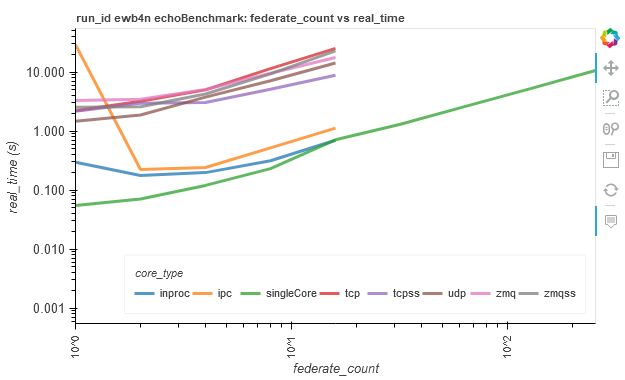 run_id ewb4n echoBenchmark: federate_count vs real_time
10.000
1.000
0.100
0.010
0.001
real_time (s)
core_type
inproc ipc singleCore tcp tcpss udp zmq zmqss
10^0 10^1 10^2
federate_count